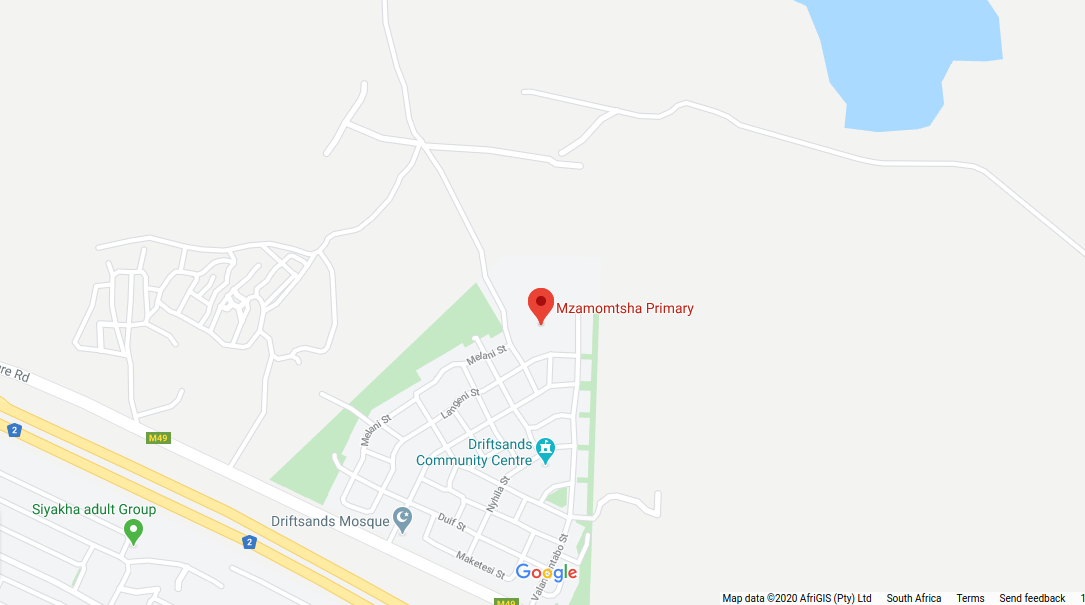 Mzamomtsha Primary
Melani St
re Rd
Langeni St
Melani St
M49
2
Driftsands
Community Centre
Nyhila St
Siyakha adult Group
Driftsands Mosque
Duif St
2
Maketesi St
Google
M49
Map data ©2020 AfriGIS (Pty) Ltd South Africa Terms Send feedback 1